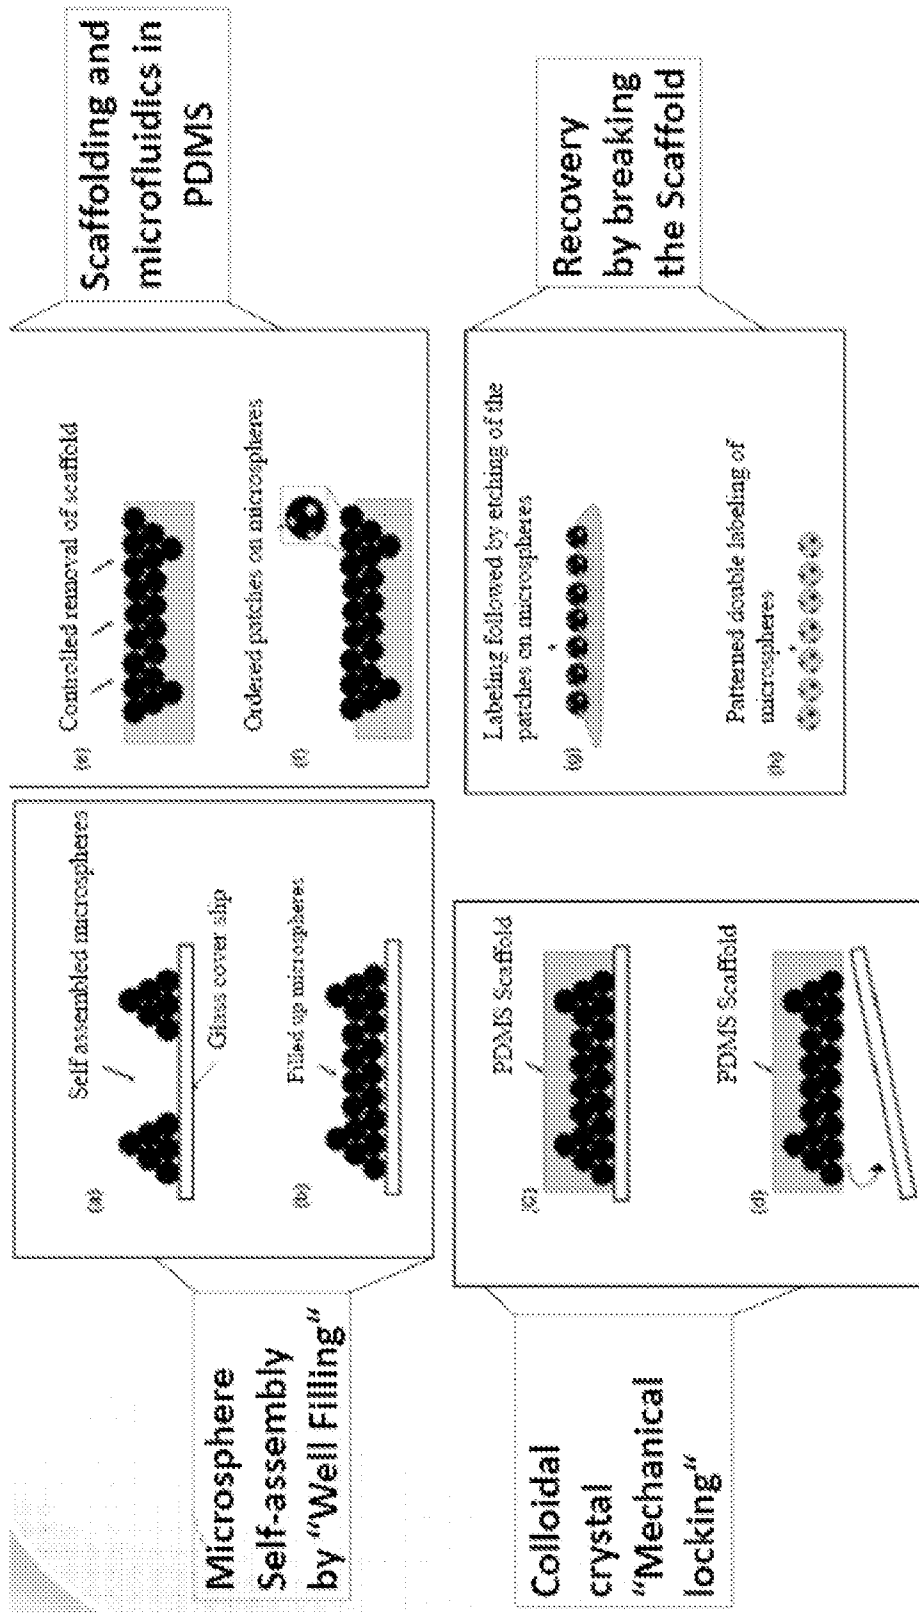 Microsphere
Self-assembly
by "Well Filling"
(a)
Self assembled microspheres
Glass cover slip
(b)
Filled up microspheres
Colloidal
crystal
"Mechanical
locking"
(c)
PDMS Scaffold
(d)
PDMS Scaffold
Scaffolding and
microfluidics in
PDMS
(e)
Controlled removal of scaffold
(f)
Ordered patches on microspheres
Recovery
by breaking
the Scaffold
(g)
Labeling followed by etching of the
patches on microspheres
(h)
Patterned double labeling of
microspheres